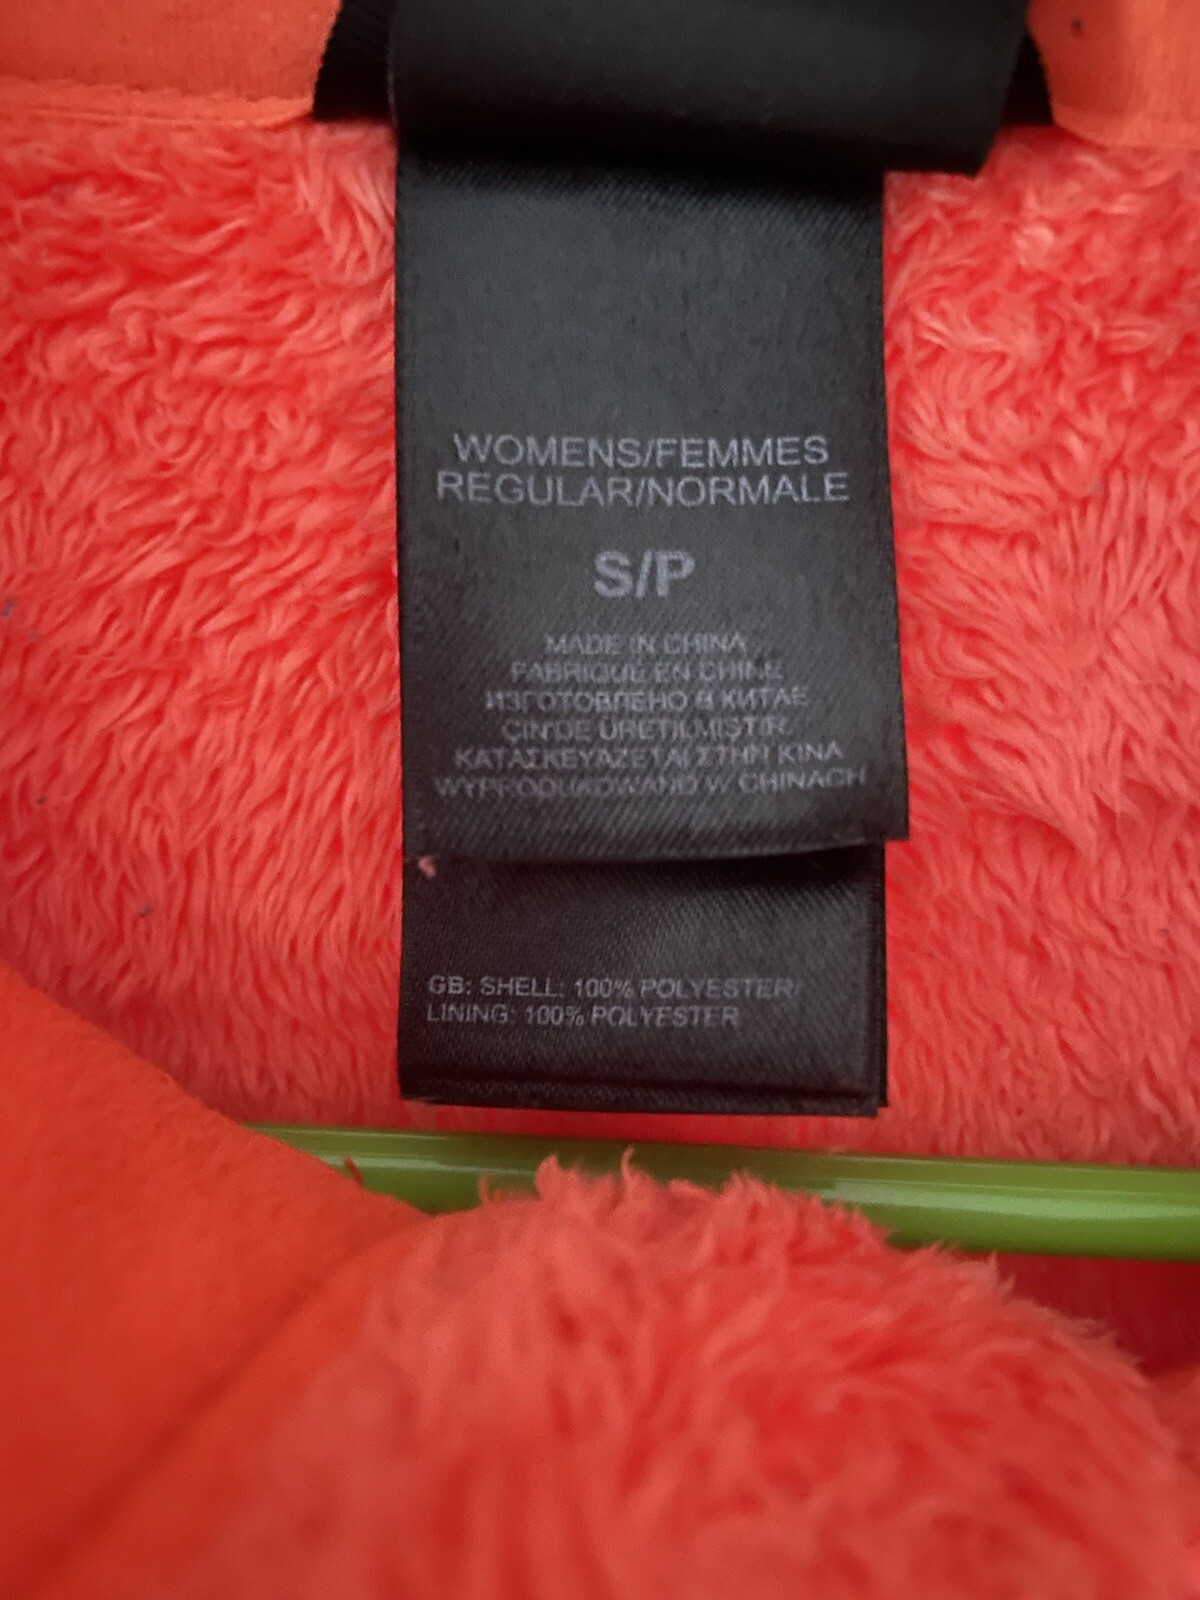 WOMENS/FEMMES
REGULAR/NORMALE
S/P
MADE IN CHINA
FABRIQUÉ EN CHINE
ИЗГОТОВЛЕНО В КИТАЕ
ÇIN'DE ÜRETILMISTIR.
ΚΑΤΑΣΚΕΥΑΖΕΤΑΙ ΣΤΗΝ ΚΙΝΑ
WYPRODUKOWANO W CHINACH
GB: SHELL: 100% POLYESTER/
LINING: 100% POLYESTER